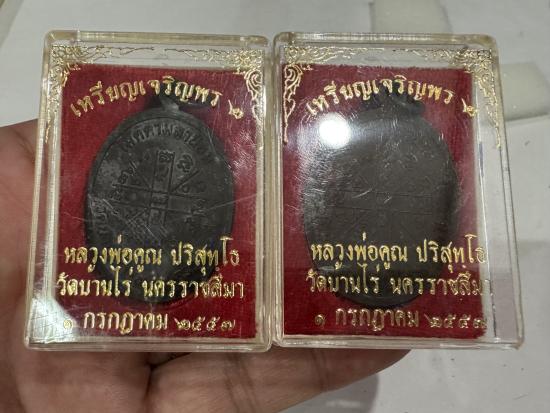 เหรียญเจริญพร ๒
หลวงพ่อคูณ ปริสุทฺโธ
วัดบ้านไร่ นครราชสีมา
๑ กรกฎาคม ๒๕๕๗
เหรียญเจริญพร ๒
หลวงพ่อคูณ ปริสุทฺโธ
วัดบ้านไร่ นครราชสีมา
๑ กรกฎาคม ๒๕๕๗